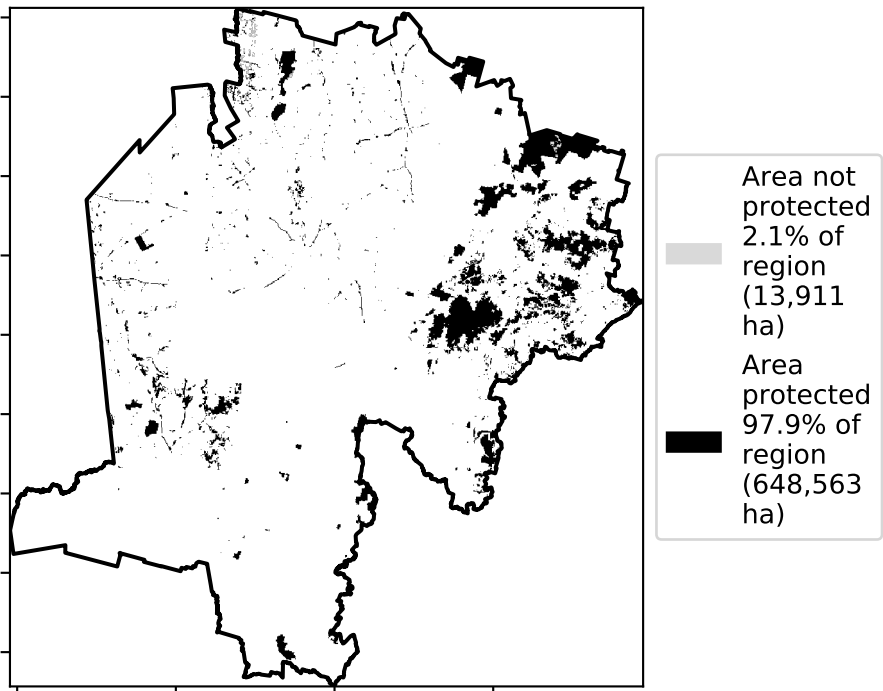 Area not
protected
2.1% of
region
(13,911
ha)
Area
protected
97.9% of
region
(648,563
ha)